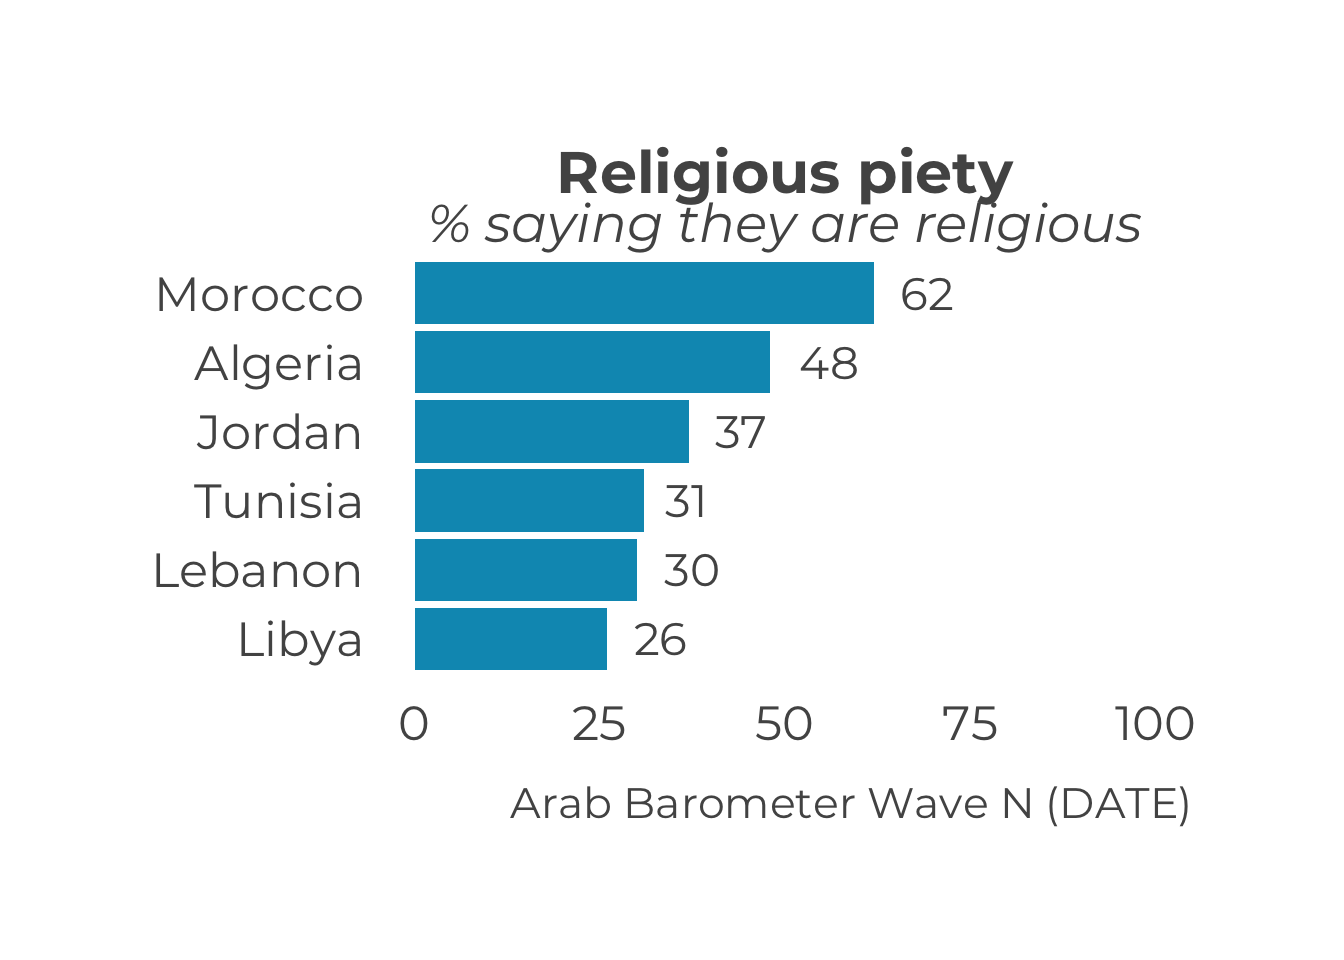 Religious piety
% saying they are religious
Morocco 62
Algeria 48
Jordan 37
Tunisia 31
Lebanon 30
Libya 26
0 25 50 75 100
Arab Barometer Wave N (DATE)